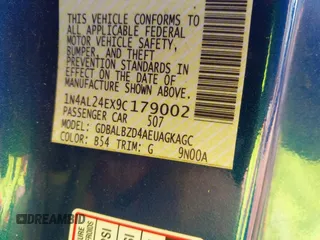 THIS VEHICLE CONFORMS TO
ALL APPLICABLE FEDERAL
MOTOR VEHICLE SAFETY,
BUMPER, AND THEFT
PREVENTION STANDARDS IN
EFFECT ON THE DATE OF
MANUFACTURE SHOWN ABOVE.
1N4AL24EX9C179002
PASSENGER CAR 507
MODEL: GDBALBZD4AEUAGKAGC
COLOR: B54 TRIM: G 9N00A
DREAMBID